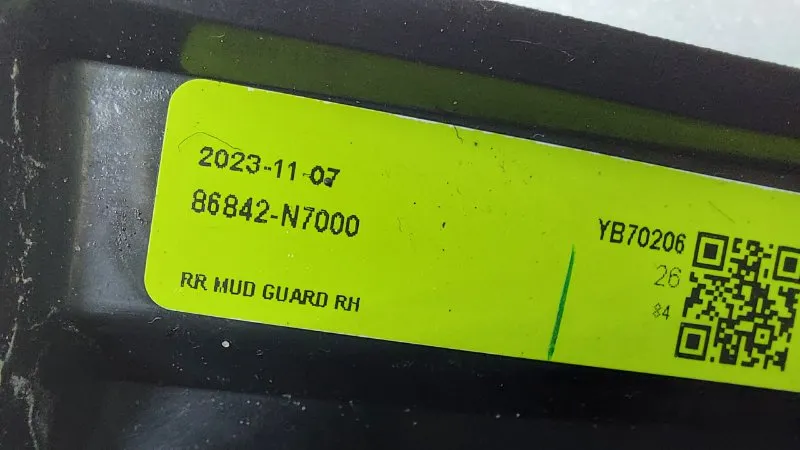 2023-11-07
86842-N7000
RR MUD GUARD RH
YB70206
26
84